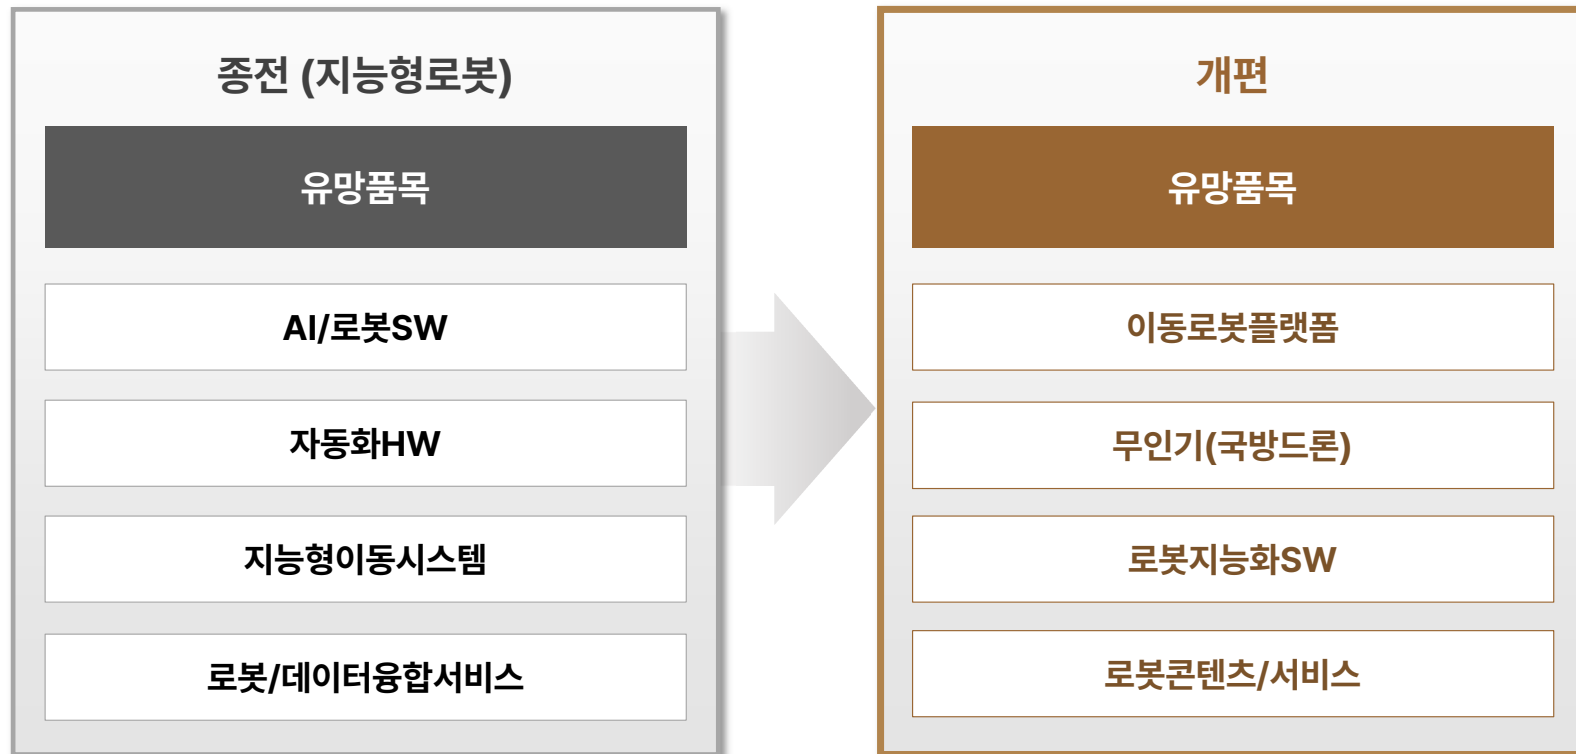 종전 (지능형로봇)
유망품목
AI/로봇SW
자동화HW
지능형이동시스템
로봇/데이터융합서비스
개편
유망품목
이동로봇플랫폼
무인기(국방드론)
로봇지능화SW
로봇콘텐츠/서비스